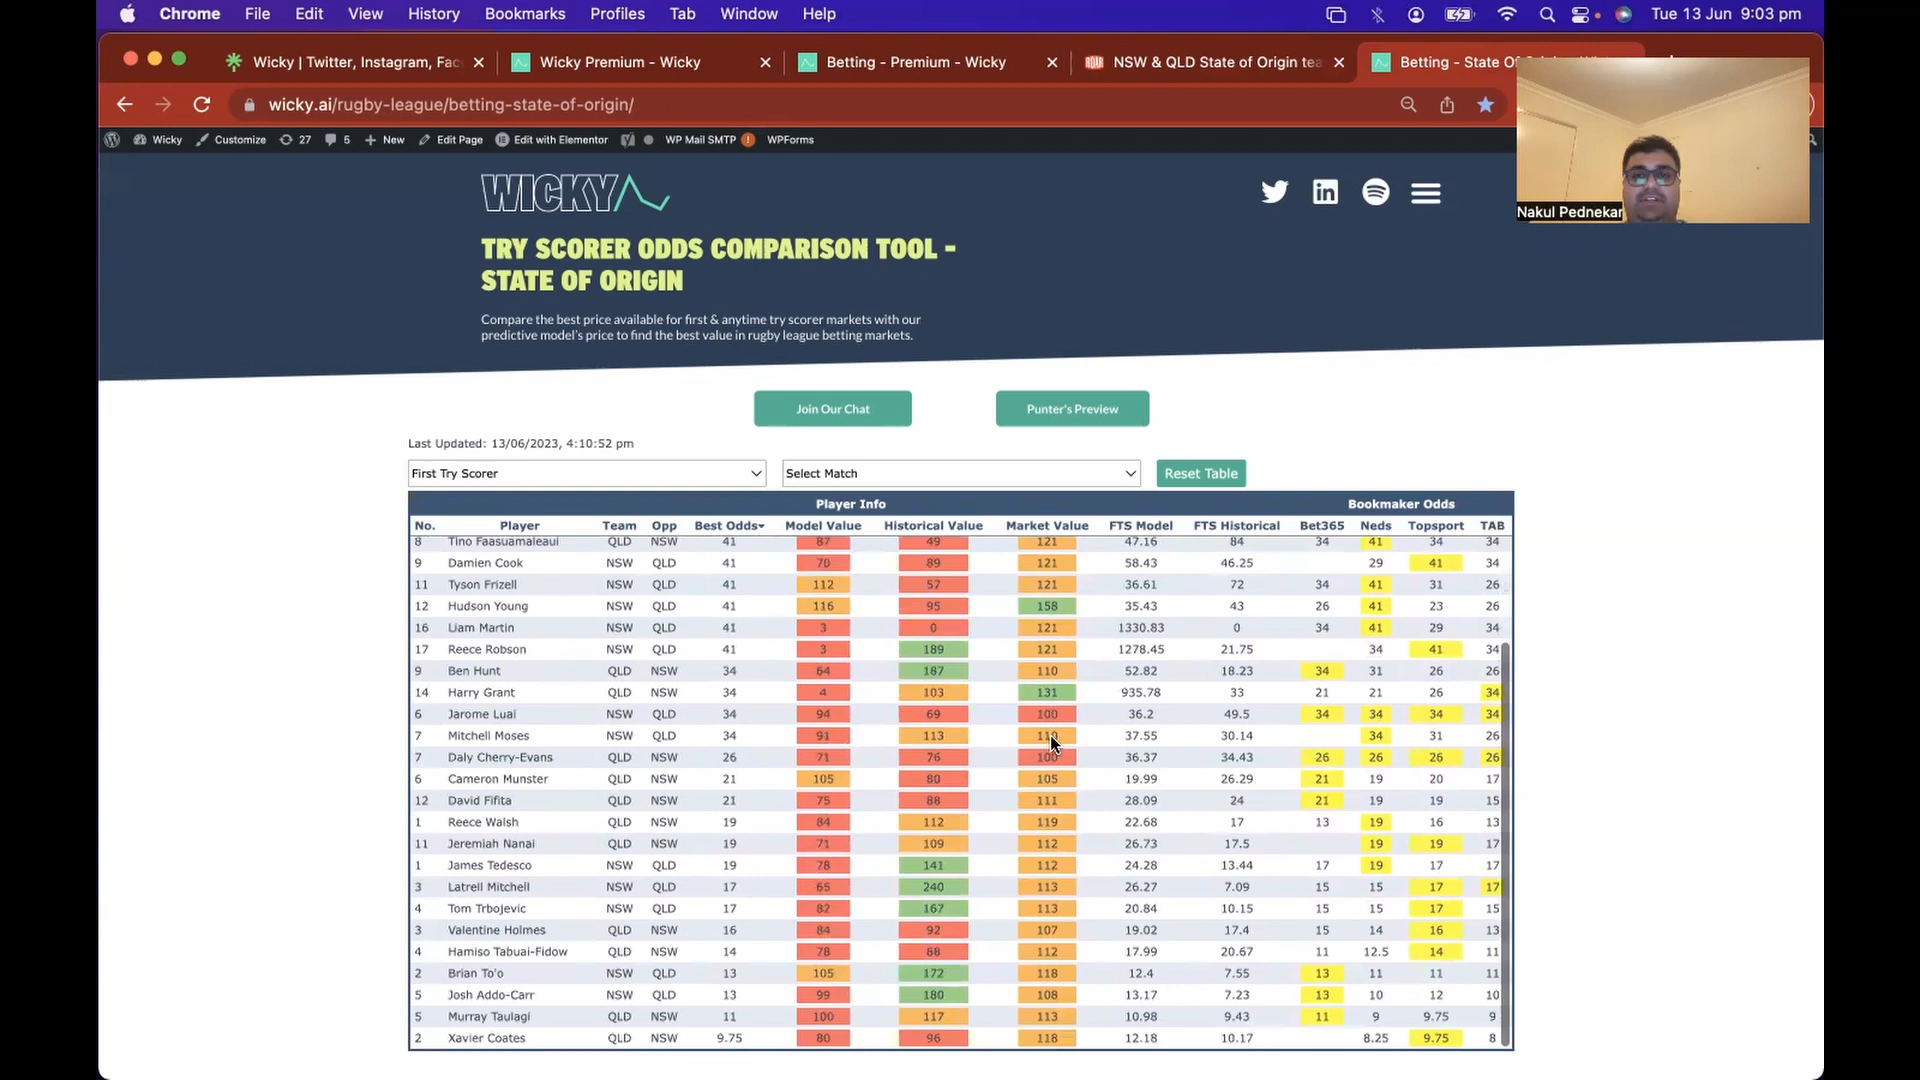 Chrome File Edit View History Bookmarks Profiles Tab Window Help Tue 13 Jun 9:03 pm
Wicky | Twitter, Instagram, Fac Wicky Premium - Wicky Betting - Premium - Wicky NSW & QLD State of Origin tea Betting - State
wicky.ai/rugby-league/betting-state-of-origin/
Wicky Customize 27 5 New Edit Page Edit with Elementor WP Mail SMTP ! WPForms
Nakul Pednekar
WICKY
TRY SCORER ODDS COMPARISON TOOL -
STATE OF ORIGIN
Compare the best price available for first & anytime try scorer markets with our
predictive model's price to find the best value in rugby league betting markets.
Join Our Chat Punter's Preview
Last Updated: 13/06/2023, 4:10:52 pm
First Try Scorer Select Match Reset Table
Player Info Bookmaker Odds
No. Player Team Opp Best Odds Model Value Historical Value Market Value FTS Model FTS Historical Bet365 Neds Topsport TAB
8 Tino Faasuamaleaui QLD NSW 41 87 49 121 47.16 84 34 41 34 34
9 Damien Cook NSW QLD 41 70 89 121 58.43 46.25 29 41 34
11 Tyson Frizell NSW QLD 41 112 57 121 36.61 72 34 41 31 26
12 Hudson Young NSW QLD 41 116 95 158 35.43 43 26 41 23 26
16 Liam Martin NSW QLD 41 3 0 121 1330.83 0 34 41 29 34
17 Reece Robson NSW QLD 41 3 189 121 1278.45 21.75 34 41 34
9 Ben Hunt QLD NSW 34 64 187 110 52.82 18.23 34 31 26 26
14 Harry Grant QLD NSW 34 4 103 131 935.78 33 21 21 26 34
6 Jarome Luai NSW QLD 34 94 69 100 36.2 49.5 34 34 34 34
7 Mitchell Moses NSW QLD 34 91 113 37.55 30.14 34 31 26
7 Daly Cherry-Evans QLD NSW 26 71 76 100 36.37 34.43 26 26 26 26
6 Cameron Munster QLD NSW 21 105 80 105 19.99 26.29 21 19 20 17
12 David Fifita QLD NSW 21 75 88 111 28.09 24 21 19 19 15
1 Reece Walsh QLD NSW 19 84 112 119 22.68 17 13 19 16 13
11 Jeremiah Nanai QLD NSW 19 71 109 112 26.73 17.5 19 19 17
1 James Tedesco NSW QLD 19 78 141 112 24.28 13.44 17 19 17 17
3 Latrell Mitchell NSW QLD 17 65 240 113 26.27 7.09 15 15 17 17
4 Tom Trbojevic NSW QLD 17 82 167 113 20.84 10.15 15 15 17 15
3 Valentine Holmes QLD NSW 16 84 92 107 19.02 17.4 15 14 16 13
4 Hamiso Tabuai-Fidow QLD NSW 14 78 68 112 17.99 20.67 11 12.5 14 11
2 Brian To'o NSW QLD 13 105 172 118 12.4 7.55 13 11 11 11
5 Josh Addo-Carr NSW QLD 13 99 180 108 13.17 7.23 13 10 12 10
5 Murray Taulagi QLD NSW 11 100 117 113 10.98 9.43 11 9 9.75 9
2 Xavier Coates QLD NSW 9.75 80 96 118 12.18 10.17 8.25 9.75 8